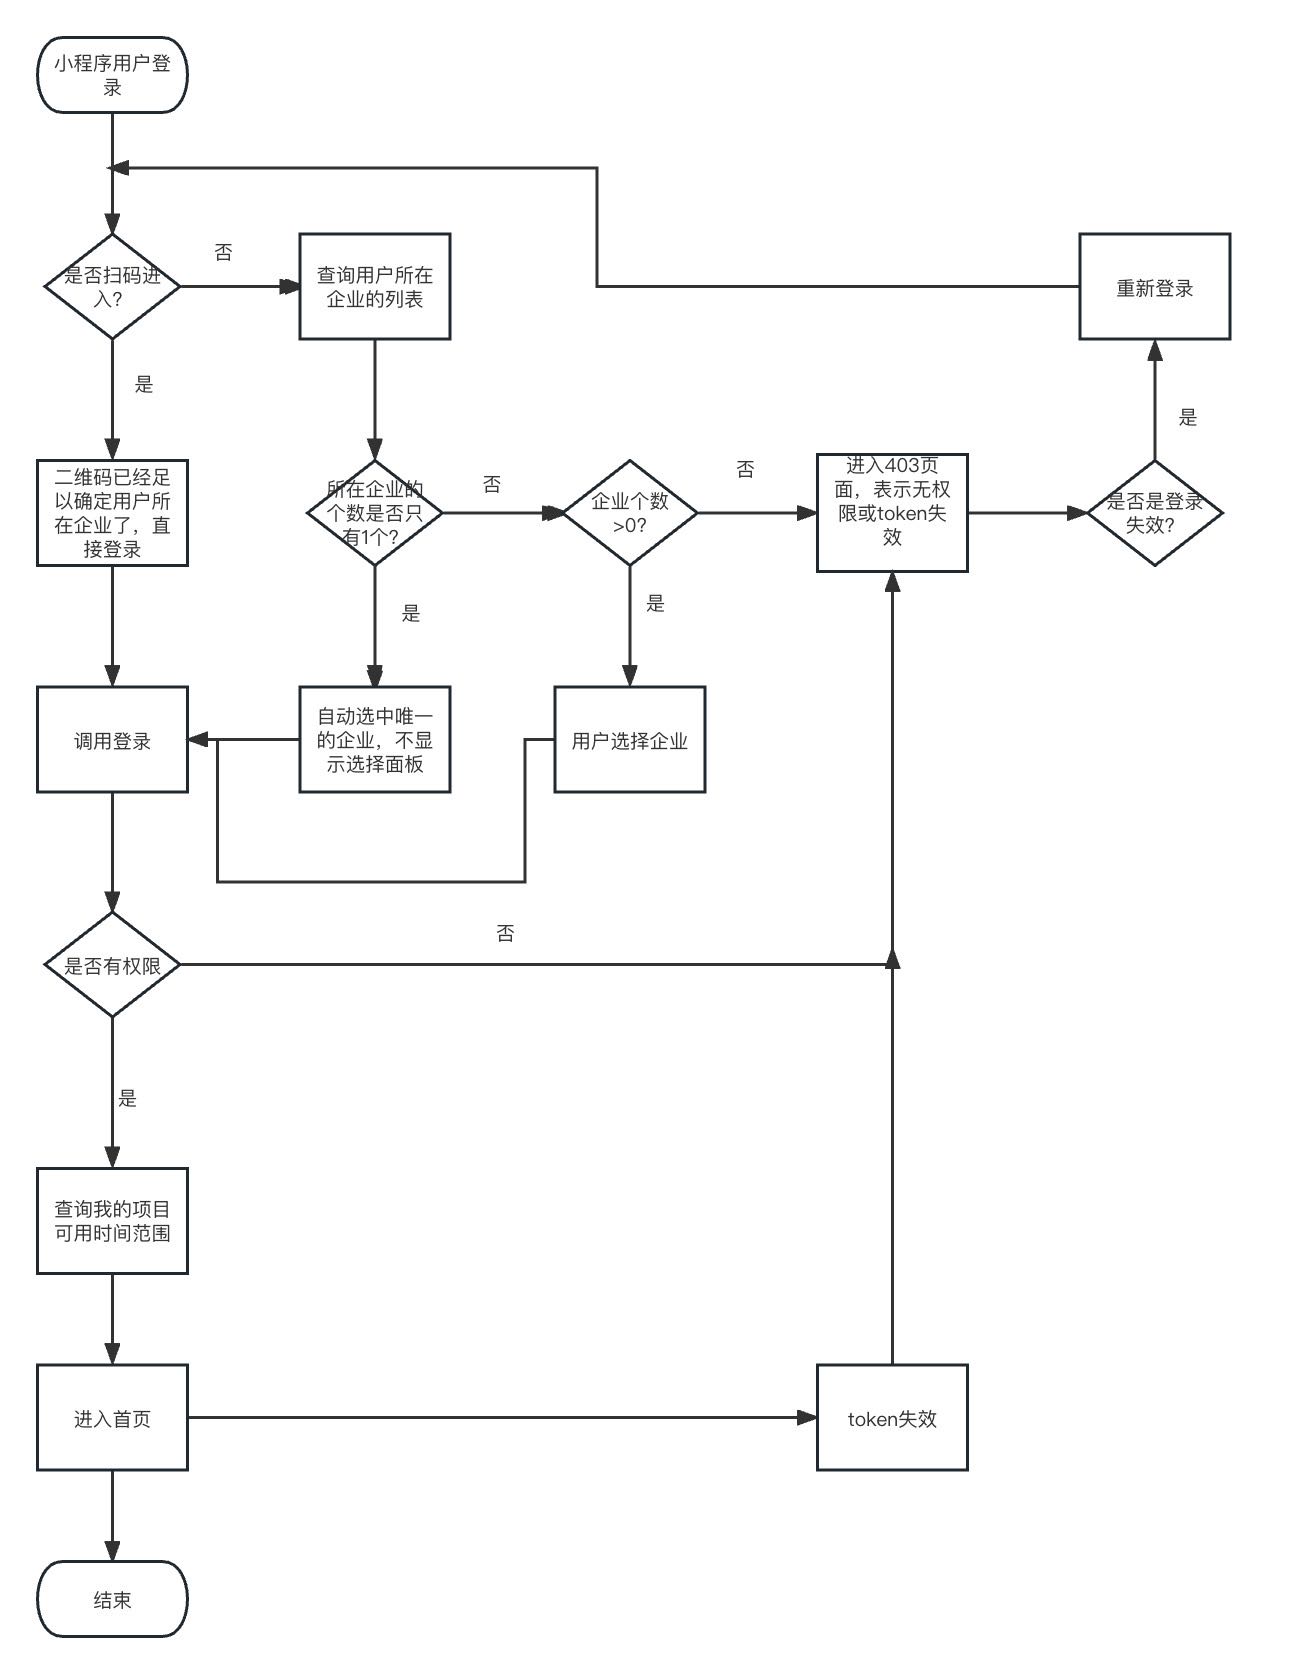 小程序用户登
录
是否扫码进
入?
否
查询用户所在
企业的列表
重新登录
是
是
二维码已经足
以确定用户所
在企业了，直
接登录
所在企业的
个数是否只
有1个?
否
企业个数
>0?
否
进入403页
面，表示无权
限或token失
效
是否是登录
失效?
是
是
调用登录
自动选中唯一
的企业，不显
示选择面板
用户选择企业
否
是否有权限
是
查询我的项目
可用时间范围
进入首页
token失效
结束